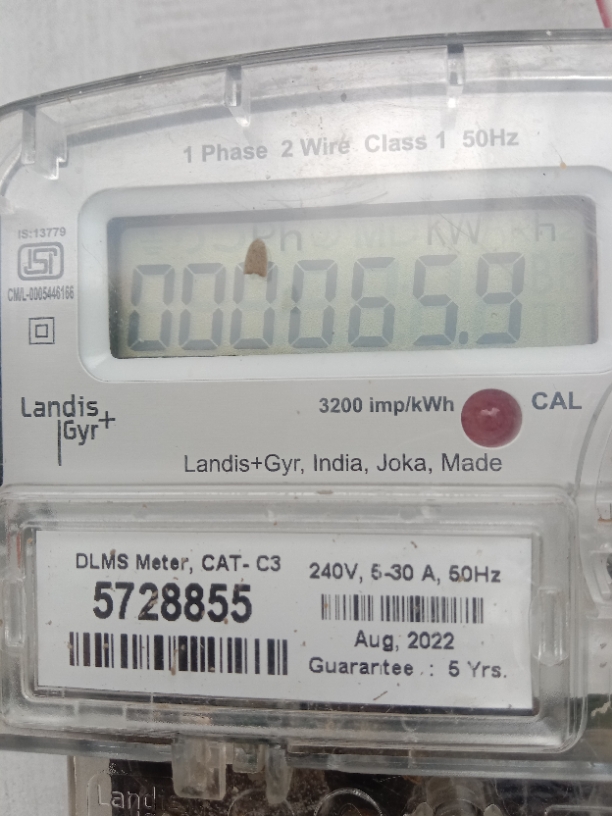 1 Phase 2 Wire Class 1 50Hz
IS:13779
ISI
CM/L-0005446166
000065.9
Landis
Gyr+
3200 imp/kWh
CAL
Landis+Gyr, India, Joka, Made
DLMS Meter, CAT- C3
5728855
240V, 5-30 A, 50Hz
Aug, 2022
Guarantee : 5 Yrs.
Landi